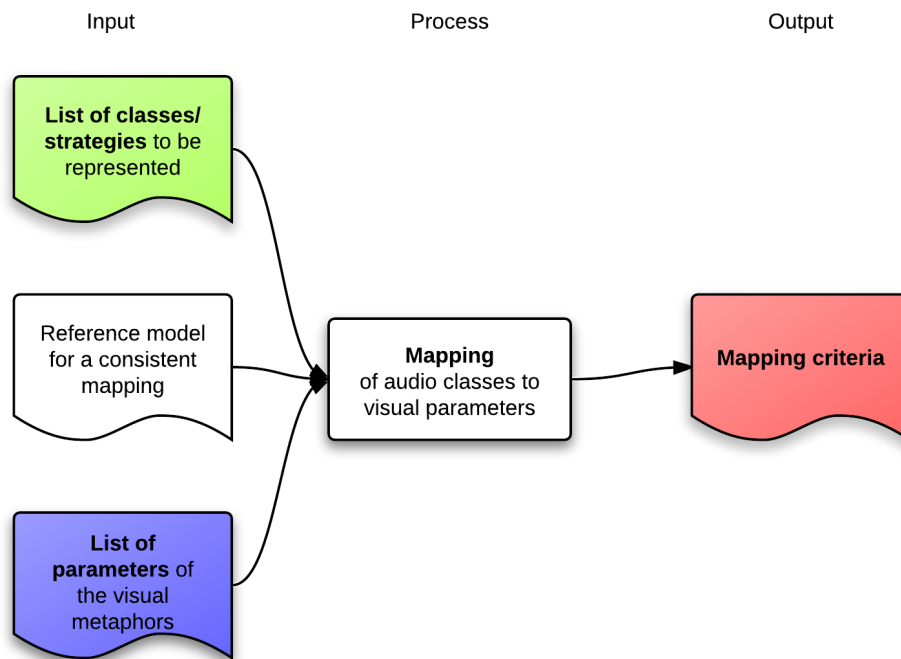 Input
Process
Output
List of classes/
strategies to be
represented
Reference model
for a consistent
mapping
Mapping
of audio classes to
visual parameters
Mapping criteria
List of
parameters of
the visual
metaphors